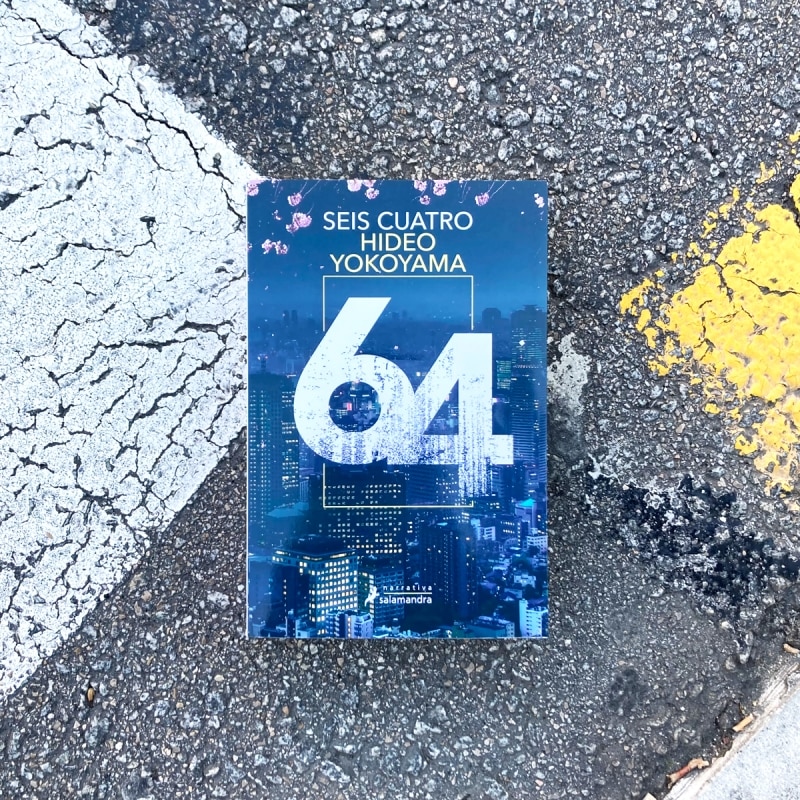 SEIS CUATRO
HIDEO
YOKOYAMA
64
narrativa
salamandra